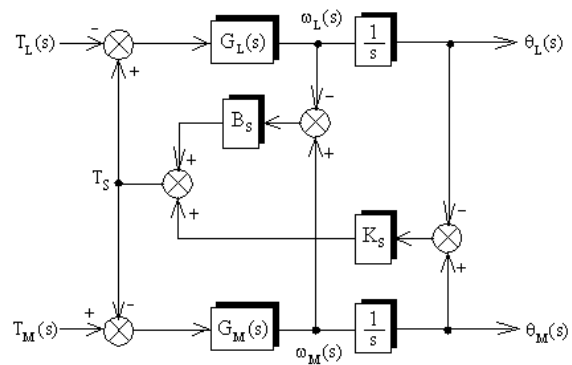 ω_L(s)
T_L(s) − G_L(s) 1/s θ_L(s)
+
−
B_S
+ +
T_S
+ −
K_S
+
+ −
T_M(s) G_M(s) 1/s θ_M(s)
ω_M(s)